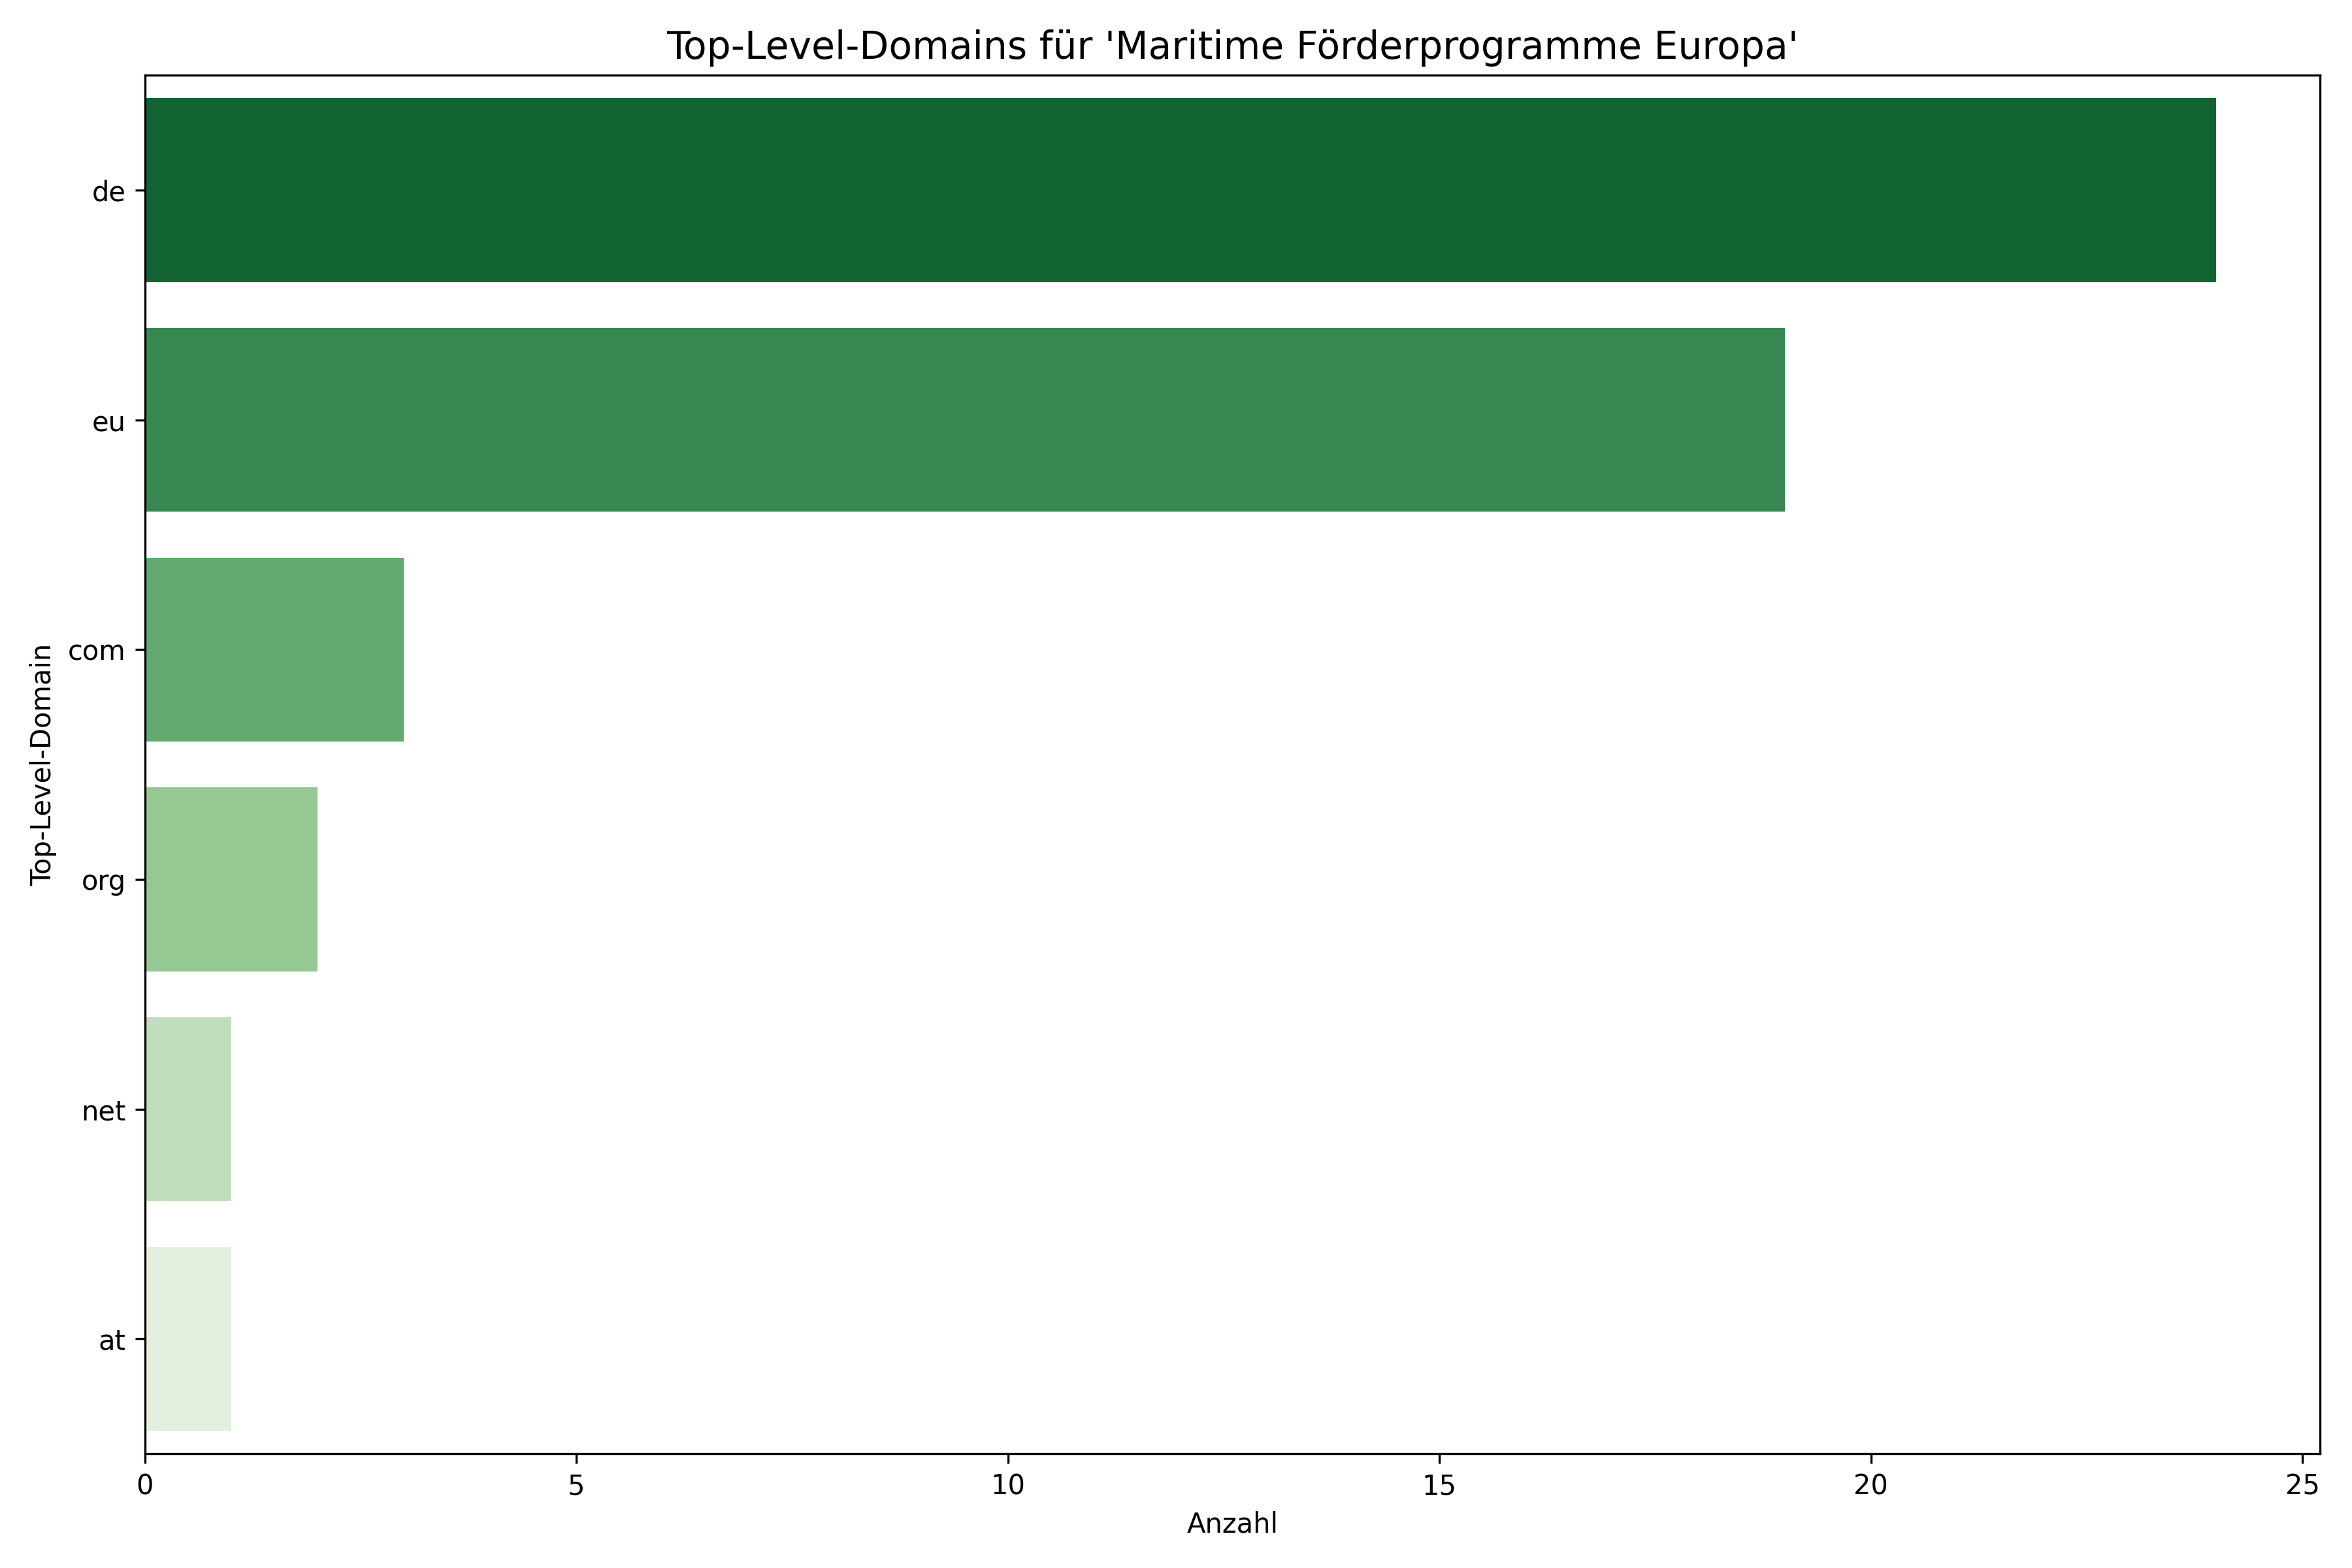 Top-Level-Domains für 'Maritime Förderprogramme Europa'
Top-Level-Domain
de
eu
com
org
net
at
0 5 10 15 20 25
Anzahl